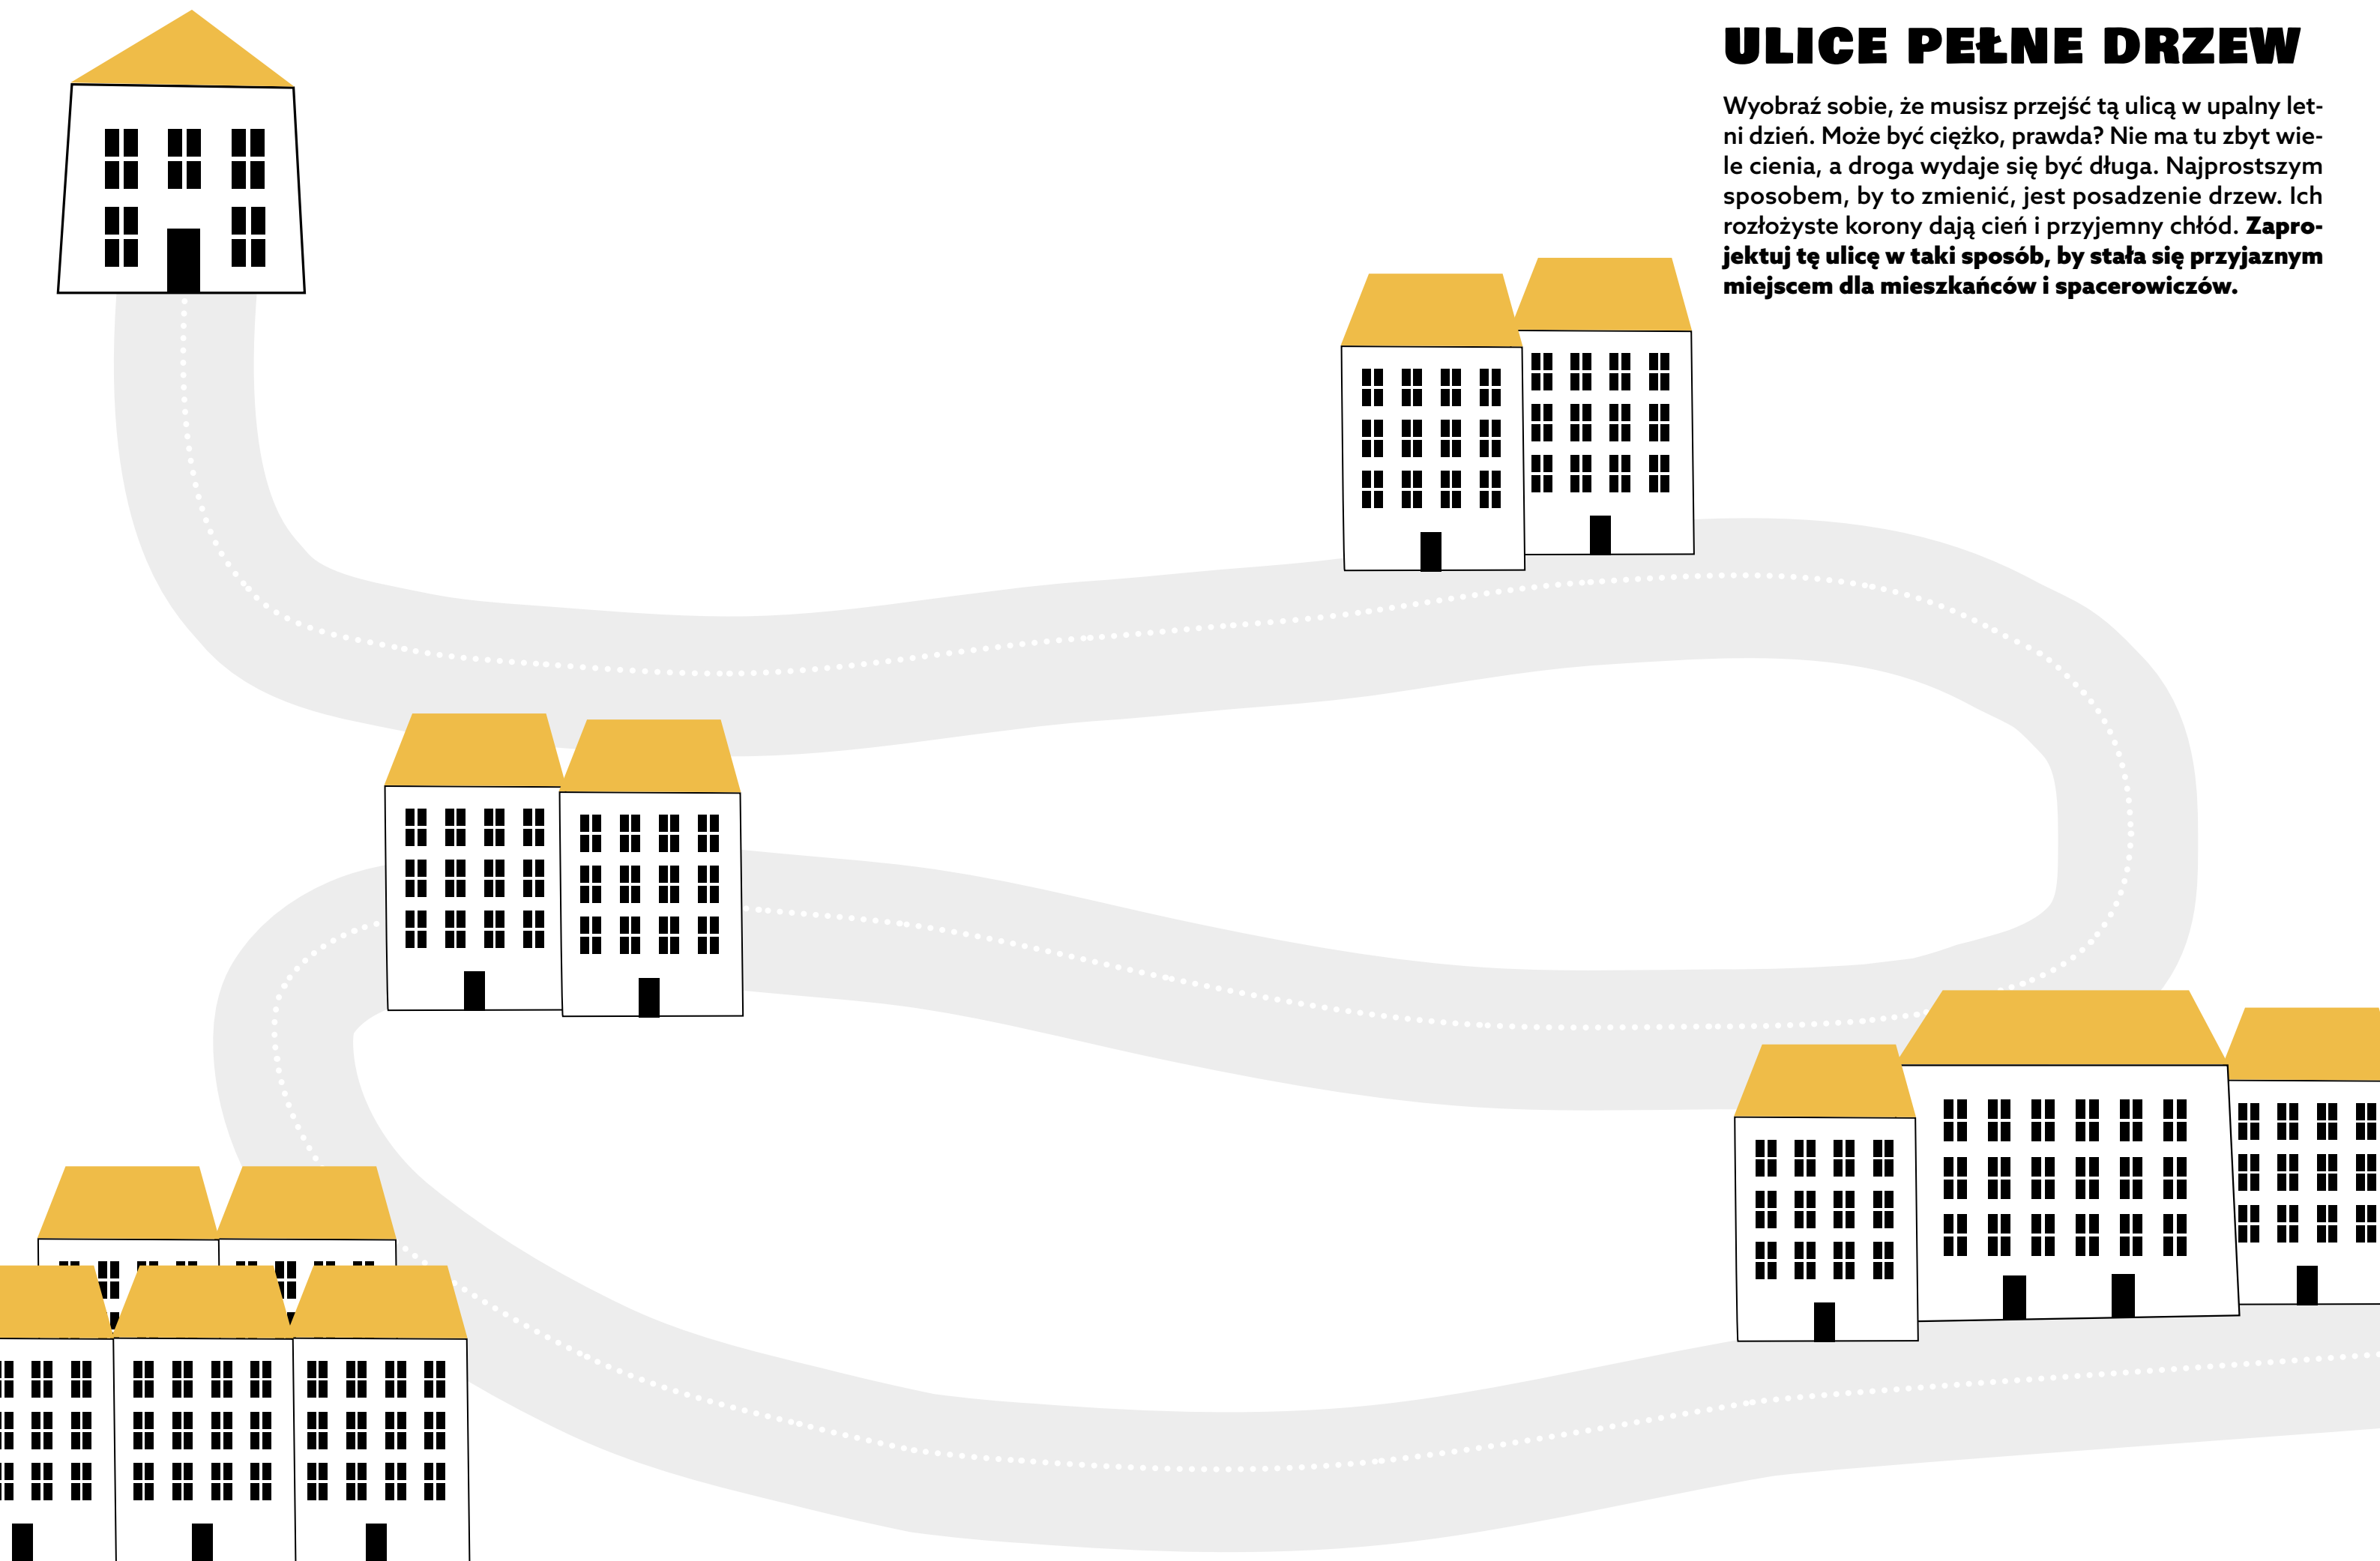 ULICE PEŁNE DRZEW
Wyobraź sobie, że musisz przejść tą ulicą w upalny let-
ni dzień. Może być ciężko, prawda? Nie ma tu zbyt wie-
le cienia, a droga wydaje się być długa. Najprostszym
sposobem, by to zmienić, jest posadzenie drzew. Ich
rozłożyste korony dają cień i przyjemny chłód. Zapro-
jektuj tę ulicę w taki sposób, by stała się przyjaznym
miejscem dla mieszkańców i spacerowiczów.